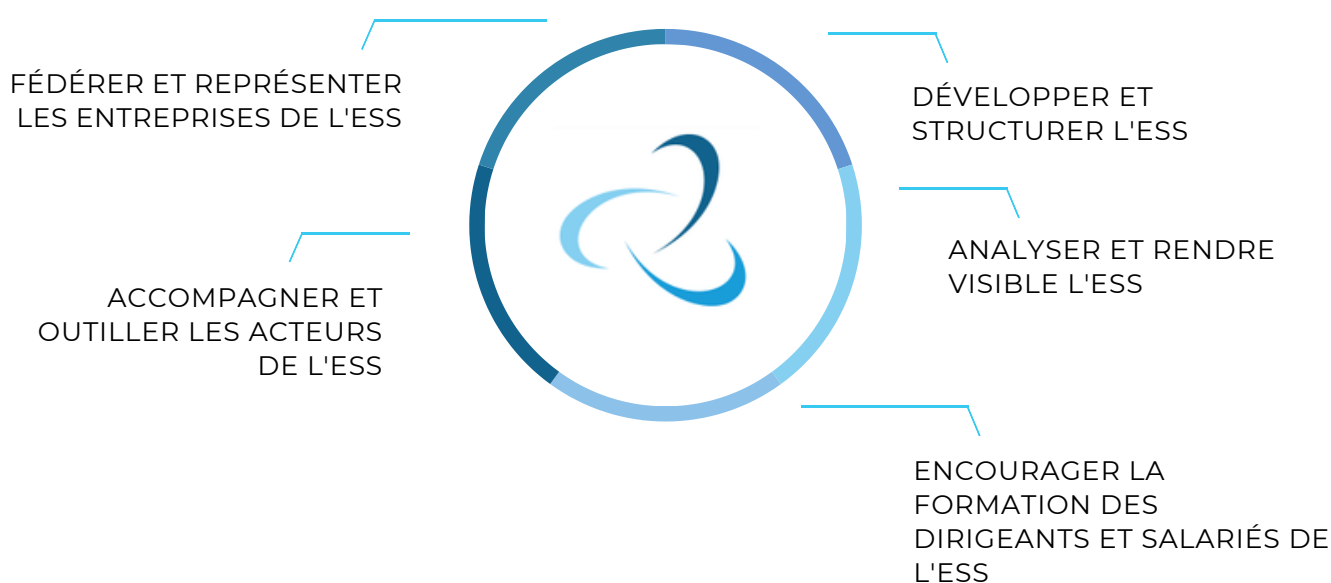 FÉDÉRER ET REPRÉSENTER
LES ENTREPRISES DE L'ESS
DÉVELOPPER ET
STRUCTURER L'ESS
ANALYSER ET RENDRE
VISIBLE L'ESS
ACCOMPAGNER ET
OUTILLER LES ACTEURS
DE L'ESS
ENCOURAGER LA
FORMATION DES
DIRIGEANTS ET SALARIÉS DE
L'ESS